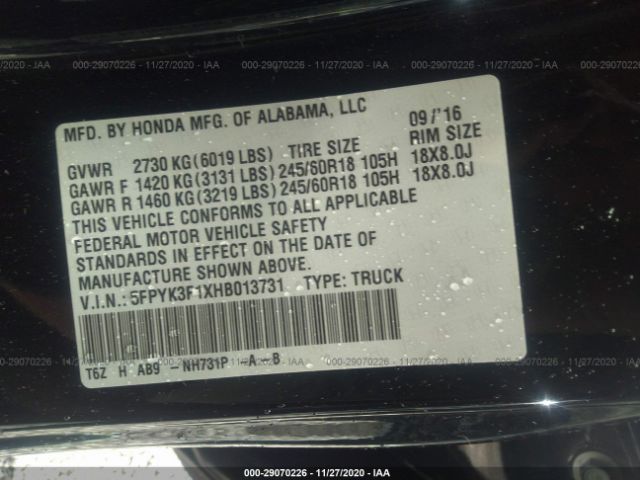 000-29070226 - 11/27/2020 - IAA
MFD. BY HONDA MFG. OF ALABAMA, LLC 09/'16
GVWR 2730 KG(6019 LBS) TIRE SIZE RIM SIZE
GAWR F 1420 KG(3131 LBS) 245/60R18 105H 18X8.0J
GAWR R 1460 KG(3219 LBS) 245/60R18 105H 18X8.0J
THIS VEHICLE CONFORMS TO ALL APPLICABLE
FEDERAL MOTOR VEHICLE SAFETY
STANDARDS IN EFFECT ON THE DATE OF
MANUFACTURE SHOWN ABOVE.
V.I.N.: 5FPYK3F1XHB013731 TYPE: TRUCK
T6Z H AB9 - NH731P -A- B
000-29070226 - 11/27/2020 - IAA